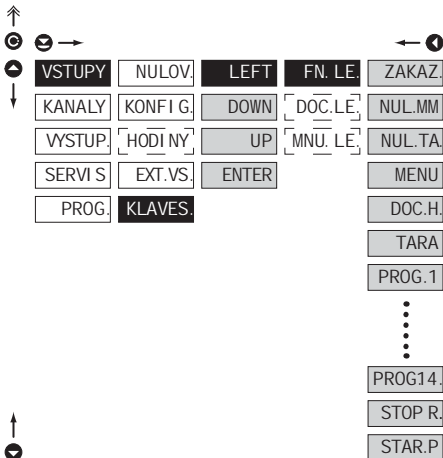 VSTUPY NULOV. LEFT FN. LE. ZAKAZ.
KANALY KONFIG. DOWN DOC.LE. NUL.MM
VYSTUP. HODINY UP MNU. LE. NUL.TA.
SERVIS EXT.VS. ENTER MENU
PROG. KLAVES. DOC.H.
TARA
PROG.1
PROG14.
STOP R.
STAR.P